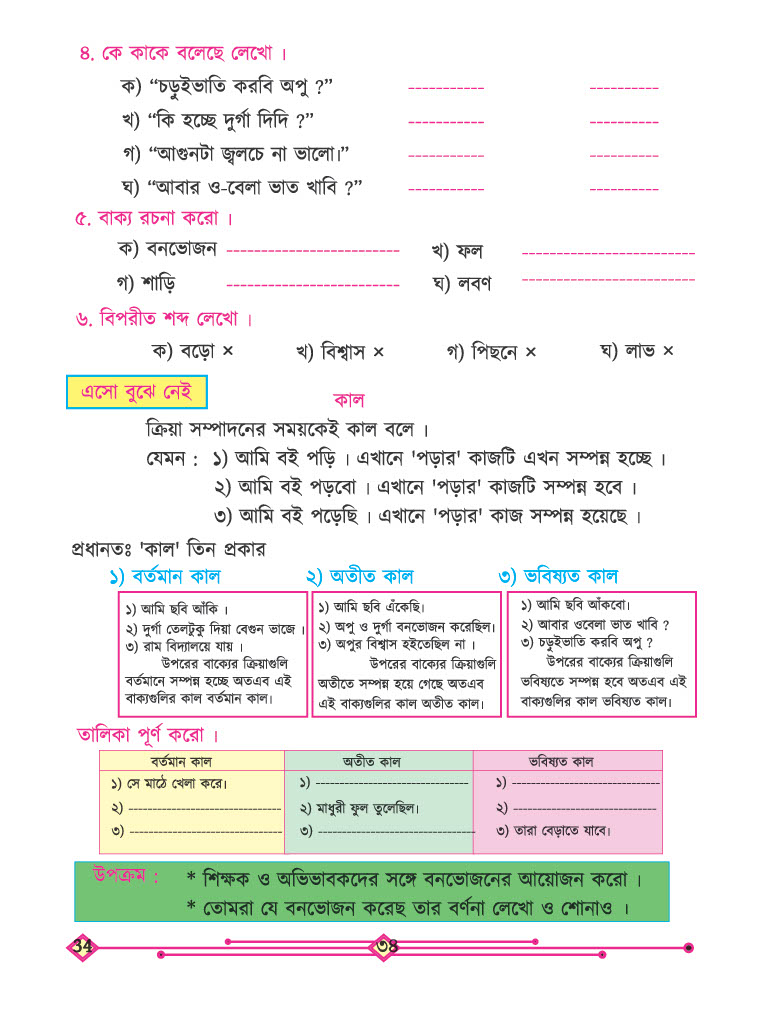 ৪. কে কাকে বলেছে লেখো ।
ক) “চড়ুইভাতি করবি অপু ?” ----------- ----------
খ) “কি হচ্ছে দুর্গা দিদি ?” ----------- ----------
গ) “আগুনটা জ্বলচে না ভালো।” ----------- ----------
ঘ) “আবার ও-বেলা ভাত খাবি ?” ----------- ----------
৫. বাক্য রচনা করো ।
ক) বনভোজন ------------------------- খ) ফল -------------------------
গ) শাড়ি ------------------------- ঘ) লবণ -------------------------
৬. বিপরীত শব্দ লেখো ।
ক) বড়ো × খ) বিশ্বাস × গ) পিছনে × ঘ) লাভ ×
এসো বুঝে নেই
কাল
ক্রিয়া সম্পাদনের সময়কেই কাল বলে ।
যেমন : ১) আমি বই পড়ি । এখানে 'পড়ার' কাজটি এখন সম্পন্ন হচ্ছে ।
২) আমি বই পড়বো । এখানে 'পড়ার' কাজটি সম্পন্ন হবে ।
৩) আমি বই পড়েছি । এখানে 'পড়ার' কাজ সম্পন্ন হয়েছে ।
প্রধানতঃ 'কাল' তিন প্রকার
১) বর্তমান কাল ২) অতীত কাল ৩) ভবিষ্যত কাল
১) আমি ছবি আঁকি ।
২) দুর্গা তেলটুকু দিয়া বেগুন ভাজে ।
৩) রাম বিদ্যালয়ে যায় ।
উপরের বাক্যের ক্রিয়াগুলি
বর্তমানে সম্পন্ন হচ্ছে অতএব এই
বাক্যগুলির কাল বর্তমান কাল।
১) আমি ছবি এঁকেছি।
২) অপু ও দুর্গা বনভোজন করেছিল।
৩) অপুর বিশ্বাস হইতেছিল না ।
উপরের বাক্যের ক্রিয়াগুলি
অতীতে সম্পন্ন হয়ে গেছে অতএব
এই বাক্যগুলির কাল অতীত কাল।
১) আমি ছবি আঁকবো।
২) আবার ওবেলা ভাত খাবি ?
৩) চড়ুইভাতি করবি অপু ?
উপরের বাক্যের ক্রিয়াগুলি
ভবিষ্যতে সম্পন্ন হবে অতএব এই
বাক্যগুলির কাল ভবিষ্যত কাল।
তালিকা পূর্ণ করো ।
বর্তমান কাল অতীত কাল ভবিষ্যত কাল
১) সে মাঠে খেলা করে। ১) -------------------------------- ১) -------------------------------
২) -------------------------------- ২) মাধুরী ফুল তুলেছিল। ২) ------------------------------
৩) -------------------------------- ৩) --------------------------------- ৩) তারা বেড়াতে যাবে।
উপক্রম : * শিক্ষক ও অভিভাবকদের সঙ্গে বনভোজনের আয়োজন করো ।
* তোমরা যে বনভোজন করেছ তার বর্ণনা লেখো ও শোনাও ।
34 ৩৪